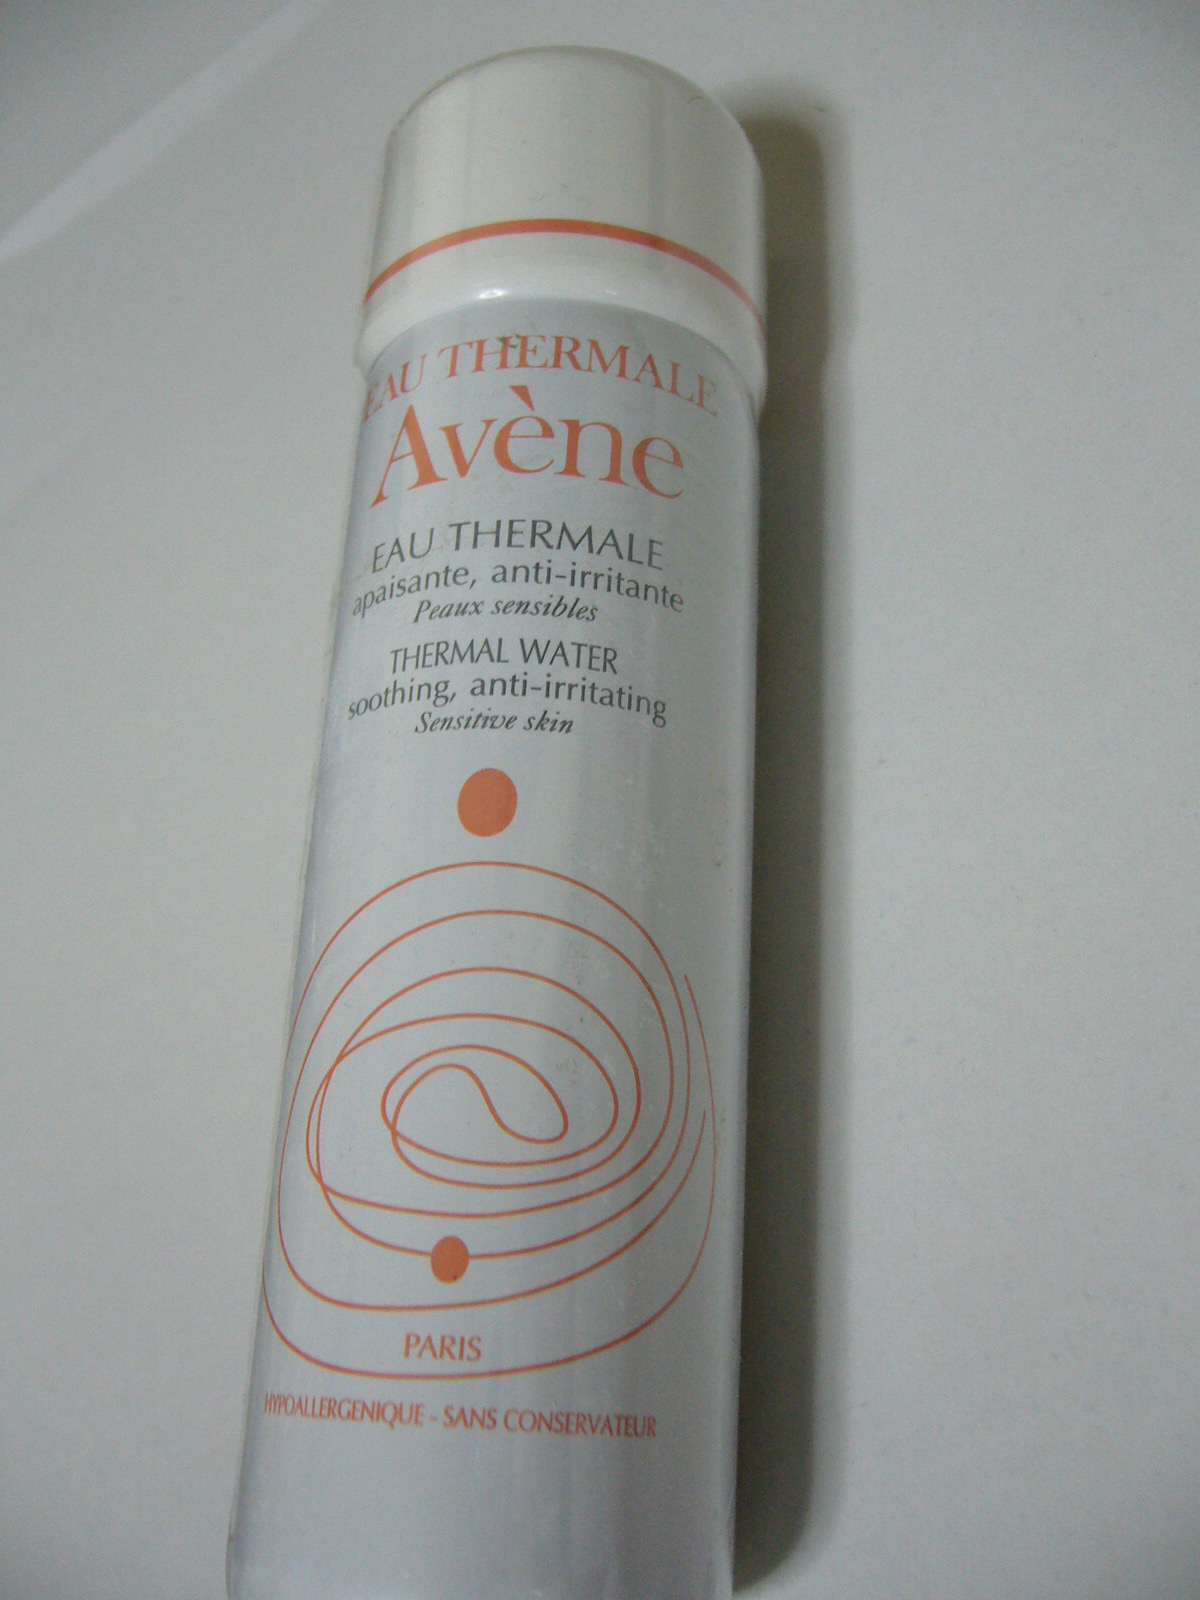 EAU THERMALE
Avène
EAU THERMALE
apaisante, anti-irritante
Peaux sensibles
THERMAL WATER
soothing, anti-irritating
Sensitive skin
PARIS
HYPOALLERGENIQUE - SANS CONSERVATEUR